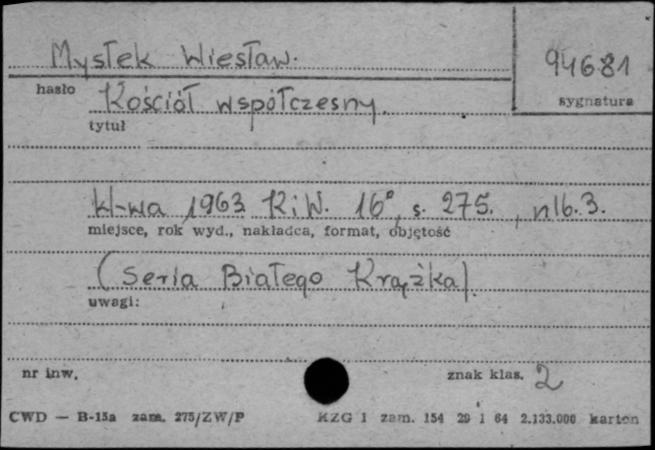 Mysłek Wiesław.
94681
hasło
sygnatura
Kościół współczesny.
tytuł
W-wa 1963 KiW. 16°, s. 275. , nlb. 3.
miejsce, rok wyd., nakładca, format, objętość
(Seria Białego Krążka).
uwagi:
nr inw.
znak klas. 2
CWD — B-15a zam. 275/ZW/P
KZG 1 zam. 154 29 1 64 2.133.000 karton